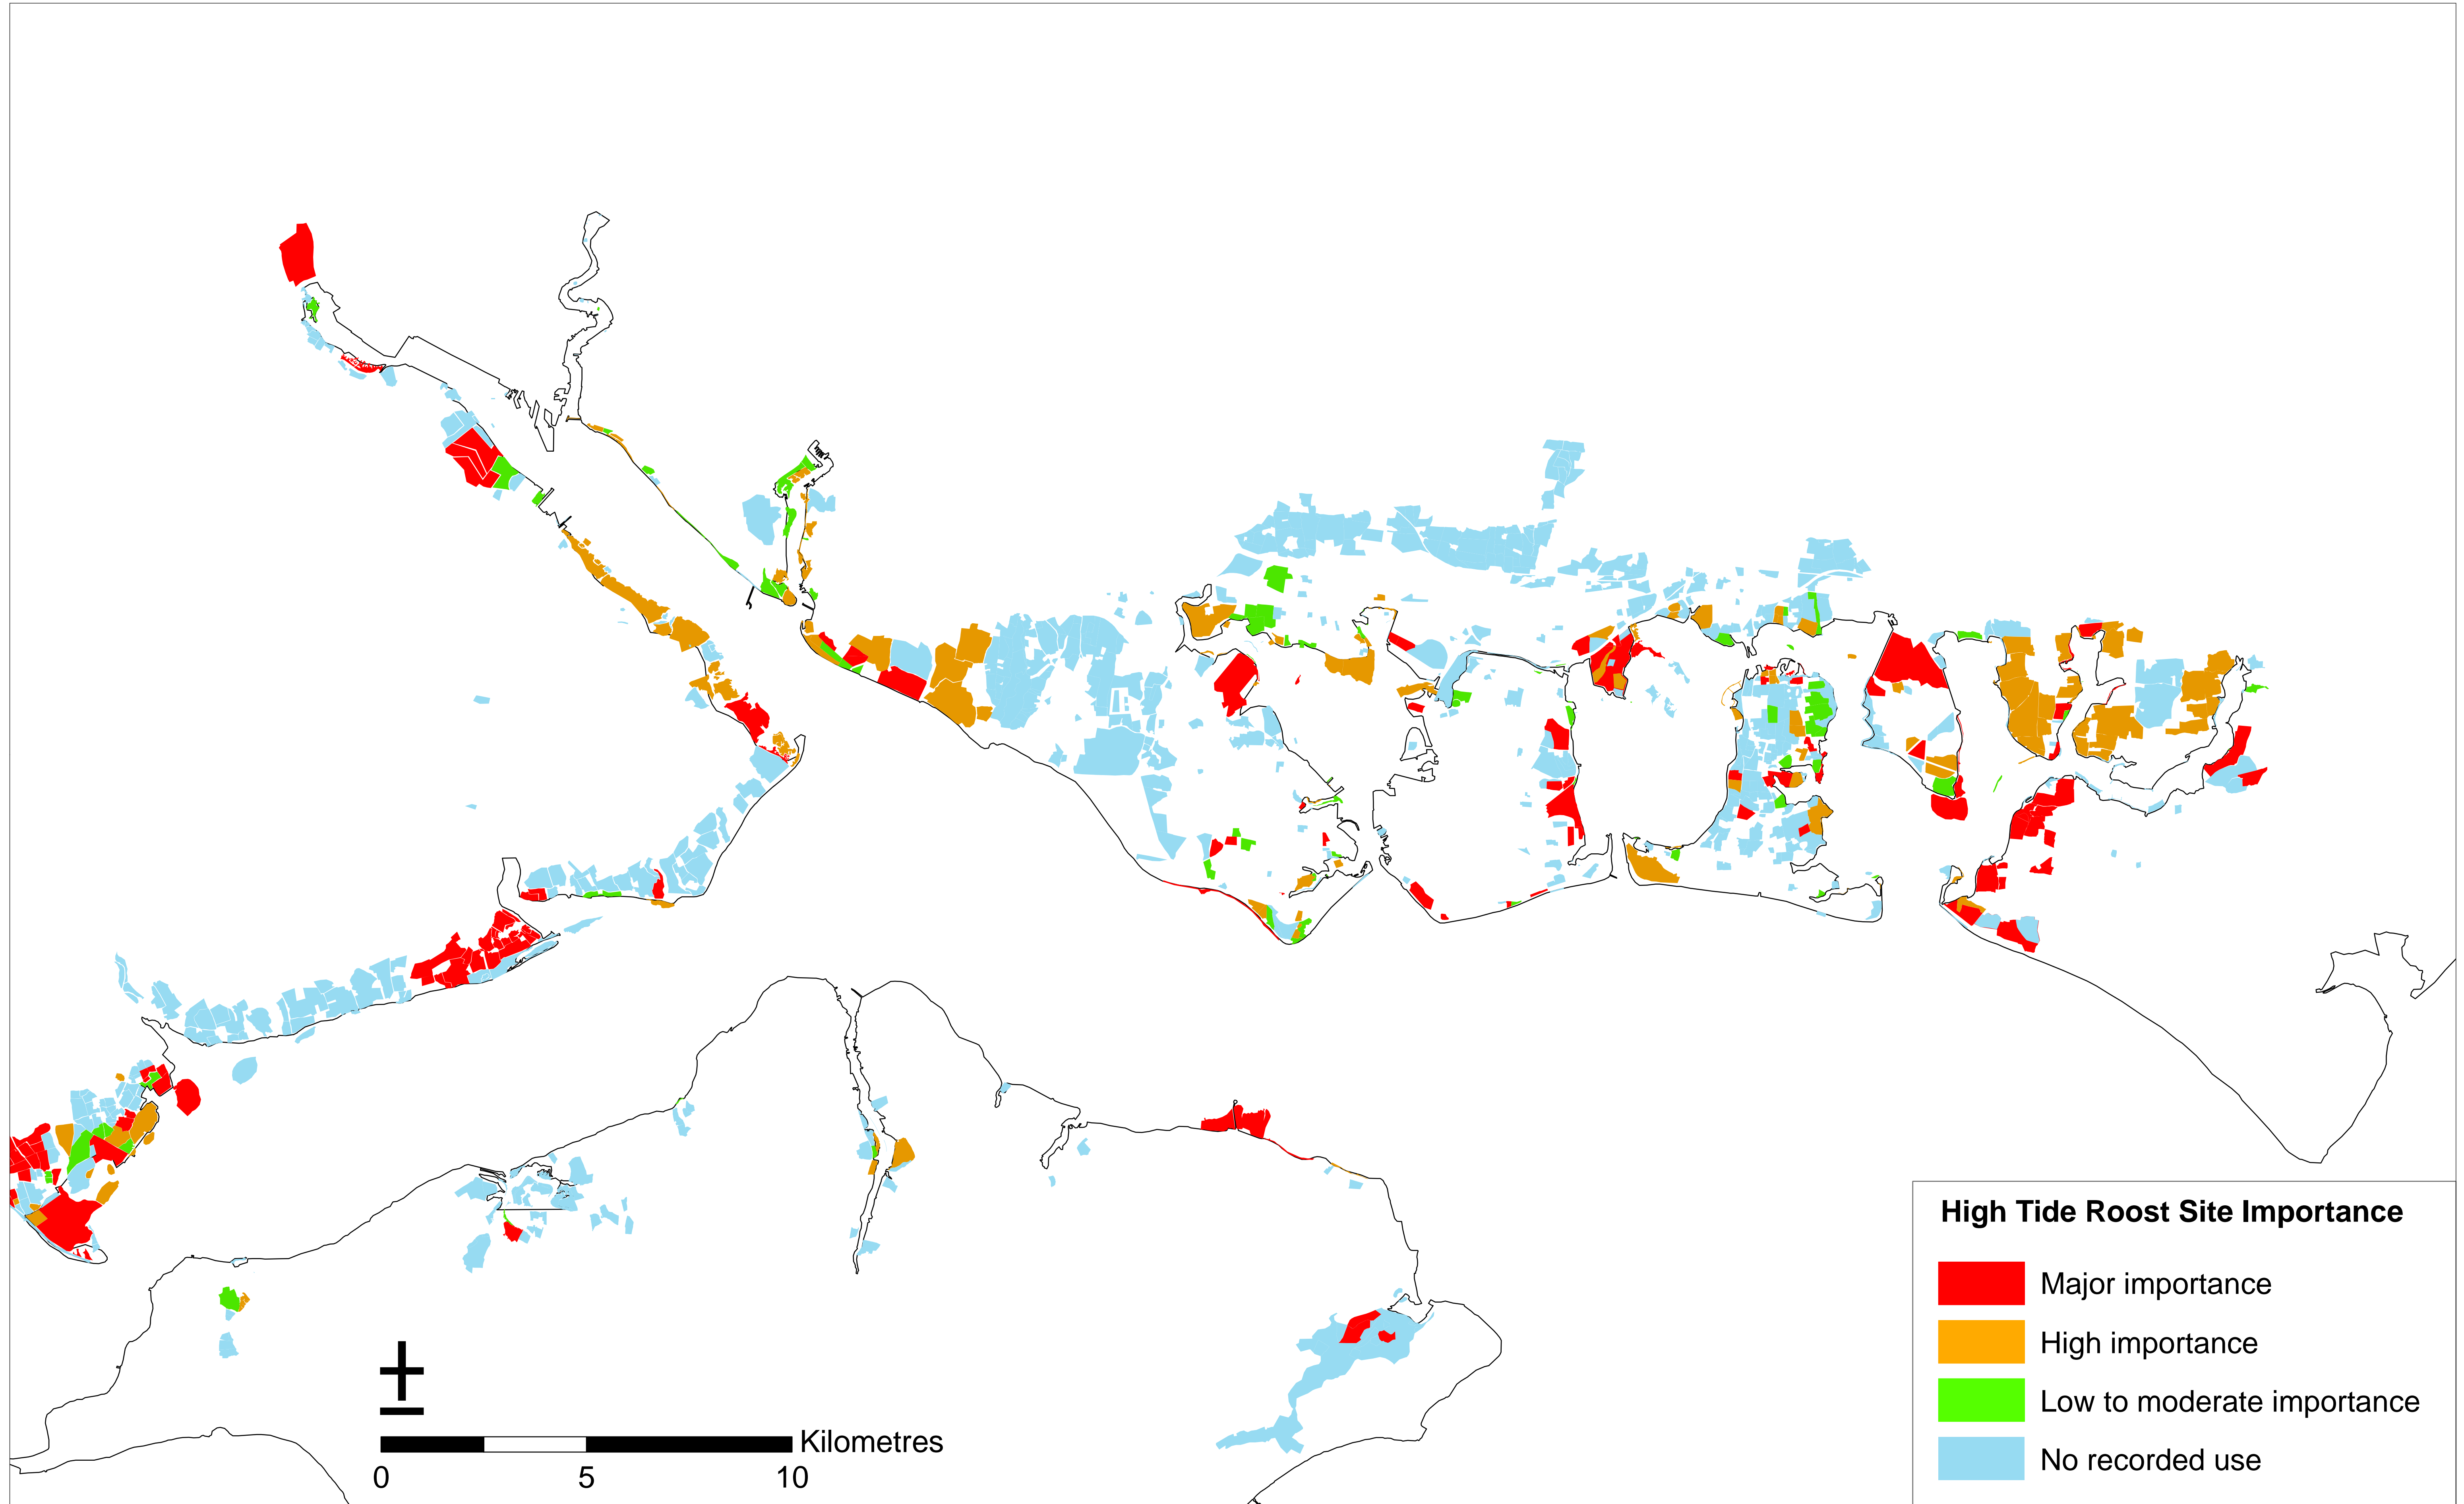 High Tide Roost Site Importance
Major importance
High importance
Low to moderate importance
No recorded use
Kilometres
0 5 10